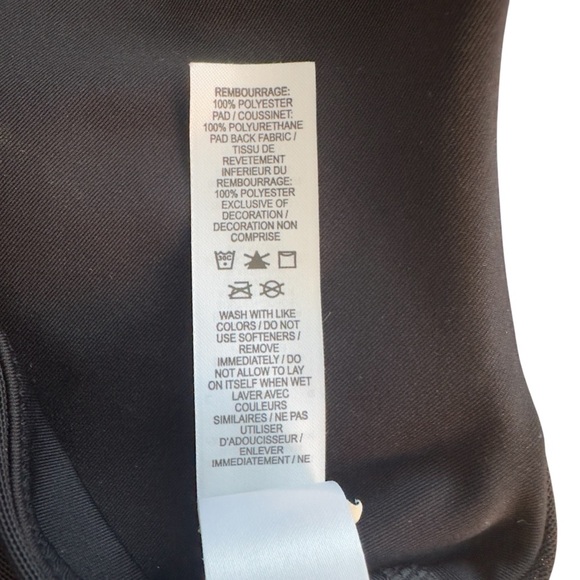 REMBOURRAGE:
100% POLYESTER
PAD / COUSSINET:
100% POLYURETHANE
PAD BACK FABRIC /
TISSU DE
REVETEMENT
INFERIEUR DU
REMBOURRAGE:
100% POLYESTER
EXCLUSIVE OF
DECORATION /
DECORATION NON
COMPRISE
30C
WASH WITH LIKE
COLORS / DO NOT
USE SOFTENERS /
REMOVE
IMMEDIATELY / DO
NOT ALLOW TO LAY
ON ITSELF WHEN WET
LAVER AVEC
COULEURS
SIMILAIRES / NE PAS
UTILISER
D'ADOUCISSEUR /
ENLEVER
IMMEDIATEMENT / NE